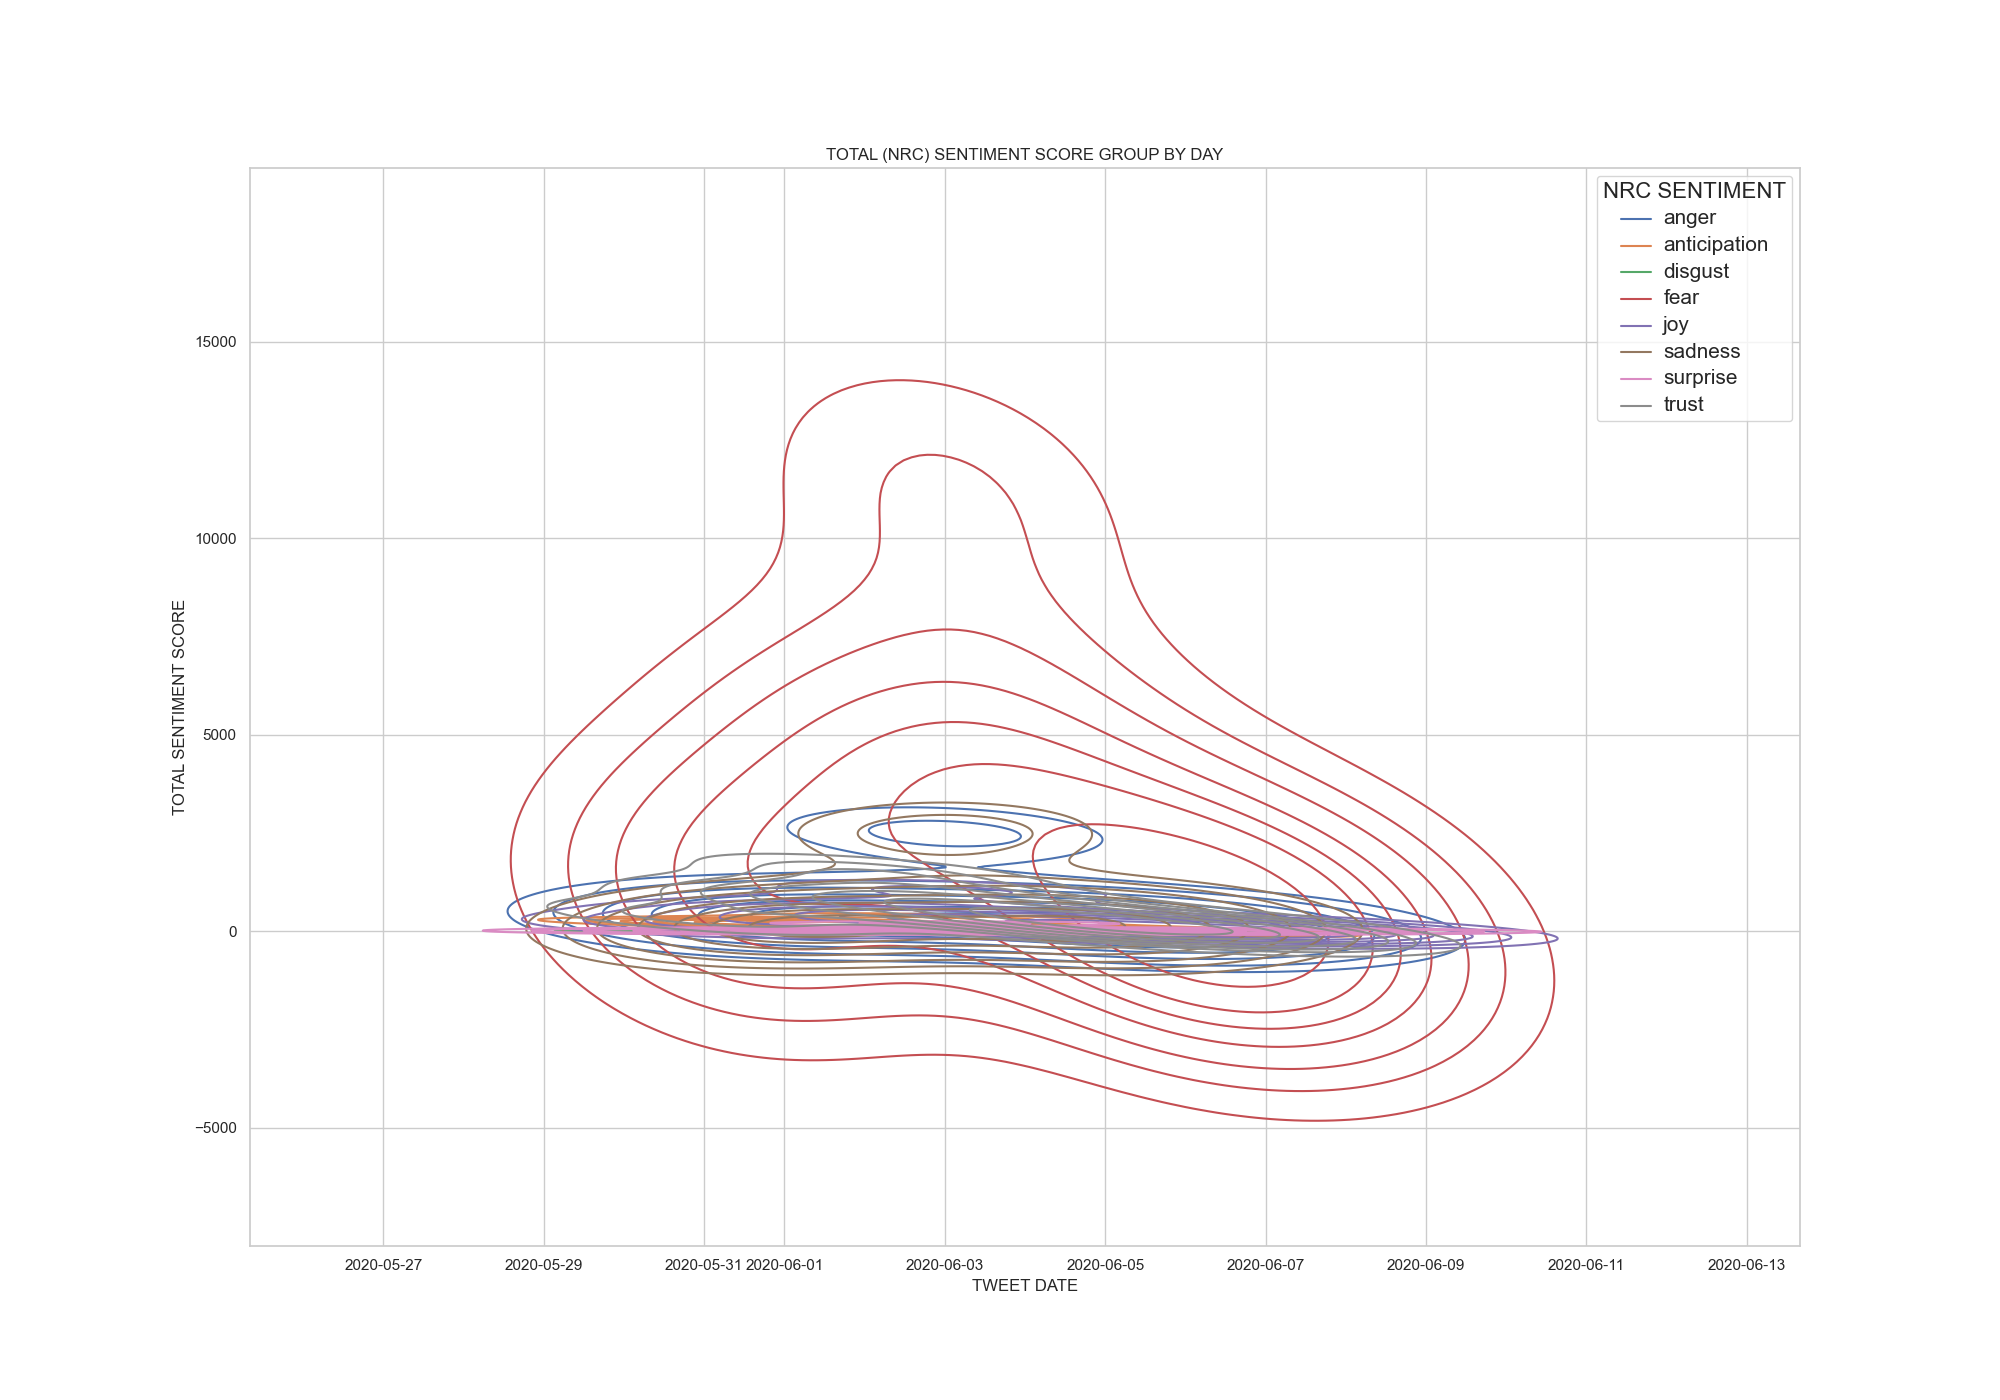 TOTAL (NRC) SENTIMENT SCORE GROUP BY DAY
NRC SENTIMENT
anger
anticipation
disgust
fear
joy
sadness
surprise
trust
TOTAL SENTIMENT SCORE
15000
10000
5000
0
−5000
2020-05-27 2020-05-29 2020-05-31 2020-06-01 2020-06-03 2020-06-05 2020-06-07 2020-06-09 2020-06-11 2020-06-13
TWEET DATE